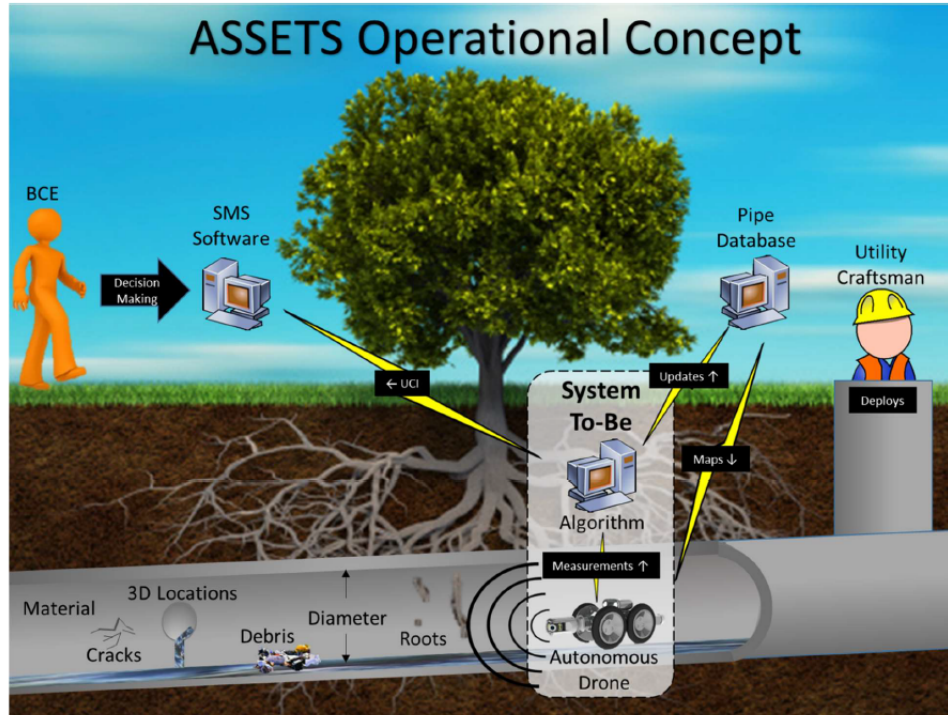 ASSETS Operational Concept
BCE
SMS
Software
Pipe
Database
Utility
Craftsman
Decision
Making
← UCI
Updates ↑
Deploys
System
To-Be
Maps ↓
Algorithm
Measurements ↑
Material
3D Locations
Diameter
Cracks
Debris
Roots
Autonomous
Drone